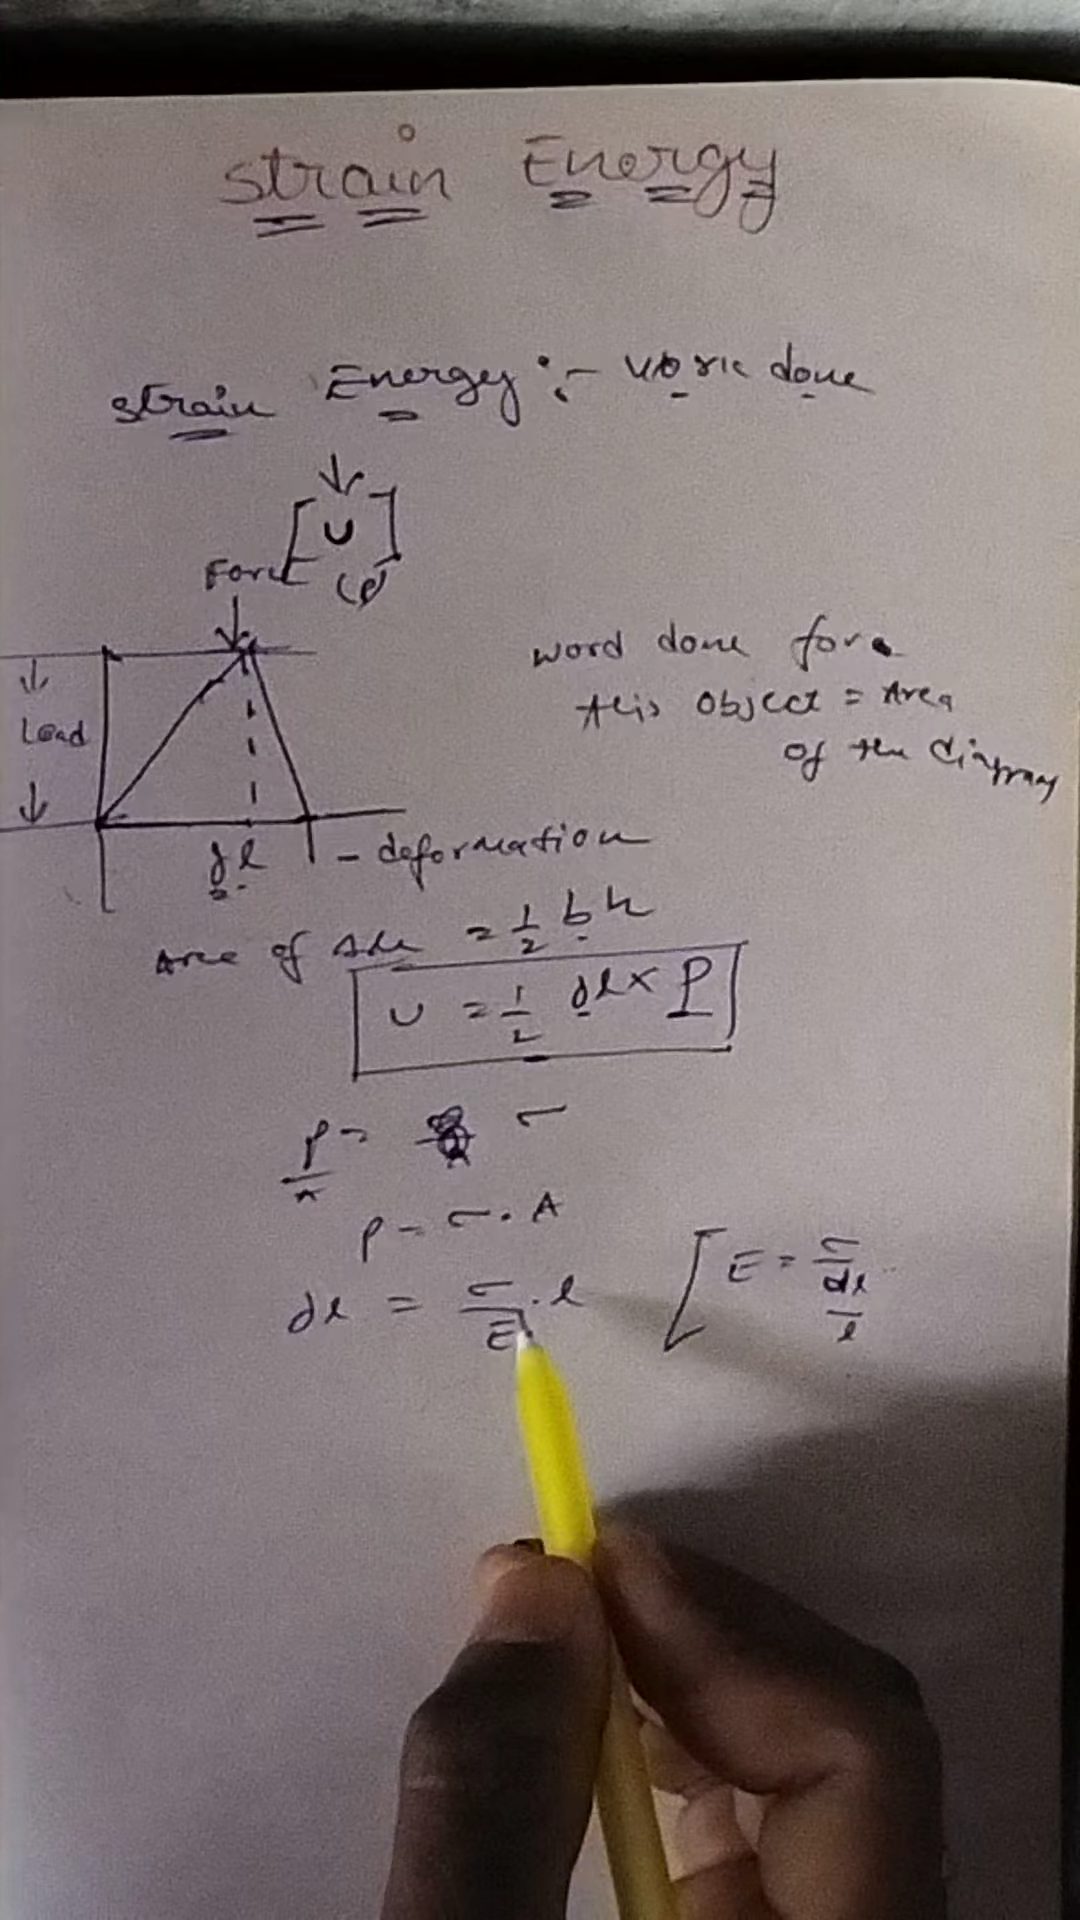 Strain Energy
Strain Energy :- work done
[U]
Force (P)
Load
word done for
this object = Area
of the diagram
δl - deformation
Area of = 1/2 bh
U = 1/2 δl x P
P/A = σ
P = σ. A
δl = σ/E . l
[ E = σ/(δl/l)